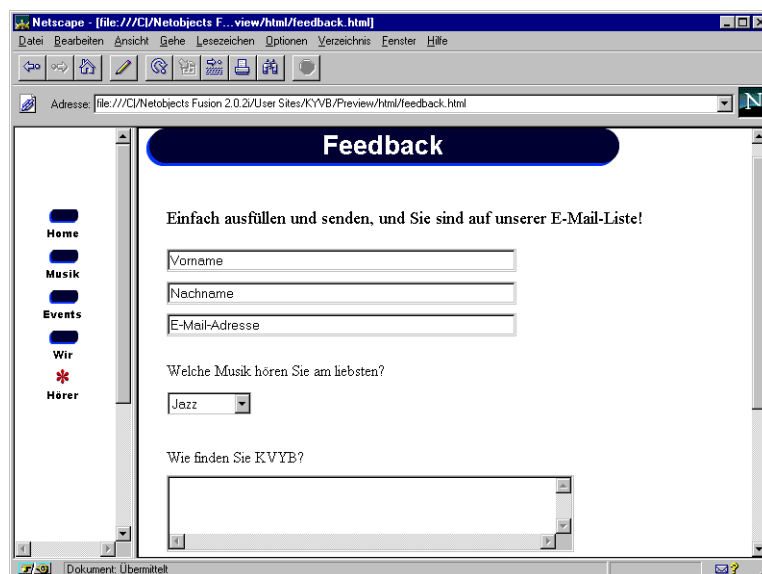 Netscape - [file:///C|/Netobjects F...view/html/feedback.html]
Datei Bearbeiten Ansicht Gehe Lesezeichen Optionen Verzeichnis Fenster Hilfe
Adresse: file:///C|/Netobjects Fusion 2.0.2i/User Sites/KYVB/Preview/html/feedback.html
N
Feedback
Home
Musik
Events
Wir
Hörer
Einfach ausfüllen und senden, und Sie sind auf unserer E-Mail-Liste!
Vorname
Nachname
E-Mail-Adresse
Welche Musik hören Sie am liebsten?
Jazz
Wie finden Sie KVYB?
Dokument: Übermittelt
?